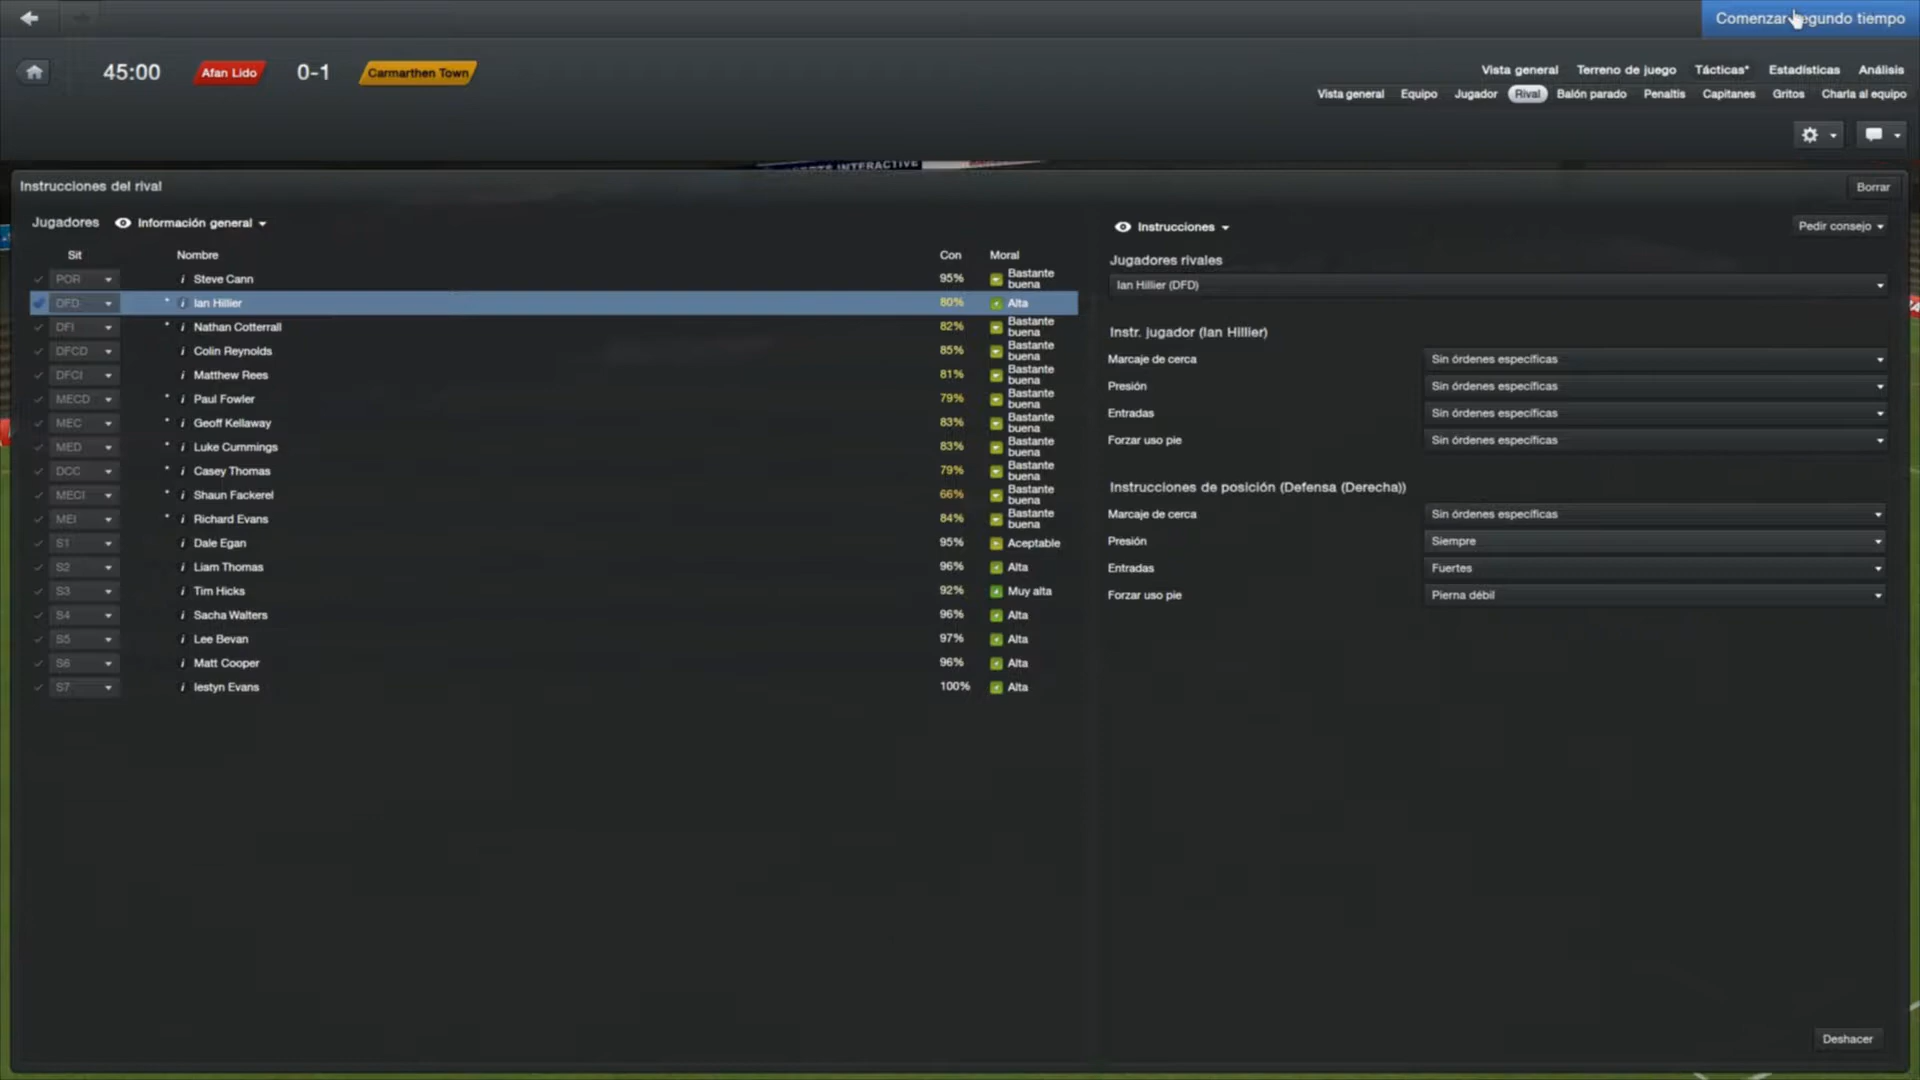 Comenzar segundo tiempo
45:00 Afan Lido 0-1 Carmarthen Town
Vista general Terreno de juego Tácticas* Estadísticas Análisis
Vista general Equipo Jugador Rival Balón parado Penaltis Capitanes Gritos Charla al equipo
INTERACTIVE
Instrucciones del rival Borrar
Jugadores Información general
Sit Nombre Con Moral
POR i Steve Cann 95% Bastante buena
DFD * i Ian Hillier 80% Alta
DFI * i Nathan Cotterrall 82% Bastante buena
DFCD i Colin Reynolds 85% Bastante buena
DFCI i Matthew Rees 81% Bastante buena
MECD * i Paul Fowler 79% Bastante buena
MEC * i Geoff Kellaway 83% Bastante buena
MED * i Luke Cummings 83% Bastante buena
DCC * i Casey Thomas 79% Bastante buena
MECI * i Shaun Fackerel 66% Bastante buena
MEI * i Richard Evans 84% Bastante buena
S1 i Dale Egan 95% Aceptable
S2 i Liam Thomas 96% Alta
S3 i Tim Hicks 92% Muy alta
S4 i Sacha Walters 96% Alta
S5 i Lee Bevan 97% Alta
S6 i Matt Cooper 96% Alta
S7 i Iestyn Evans 100% Alta
Instrucciones Pedir consejo
Jugadores rivales
Ian Hillier (DFD)
Instr. jugador (Ian Hillier)
Marcaje de cerca Sin órdenes específicas
Presión Sin órdenes específicas
Entradas Sin órdenes específicas
Forzar uso pie Sin órdenes específicas
Instrucciones de posición (Defensa (Derecha))
Marcaje de cerca Sin órdenes específicas
Presión Siempre
Entradas Fuertes
Forzar uso pie Pierna débil
Deshacer